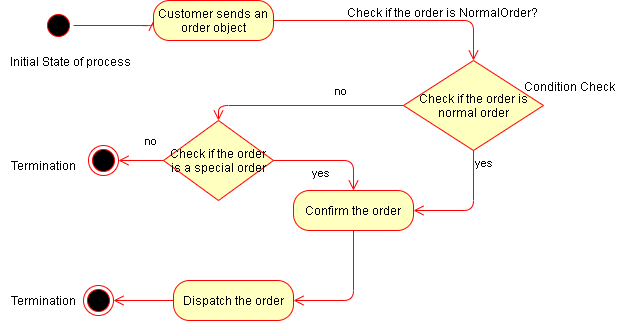 Customer sends an
order object
Check if the order is NormalOrder?
Initial State of process
Condition Check
Check if the order is
normal order
no
yes
Check if the order
is a special order
no
yes
Termination
Confirm the order
Dispatch the order
Termination